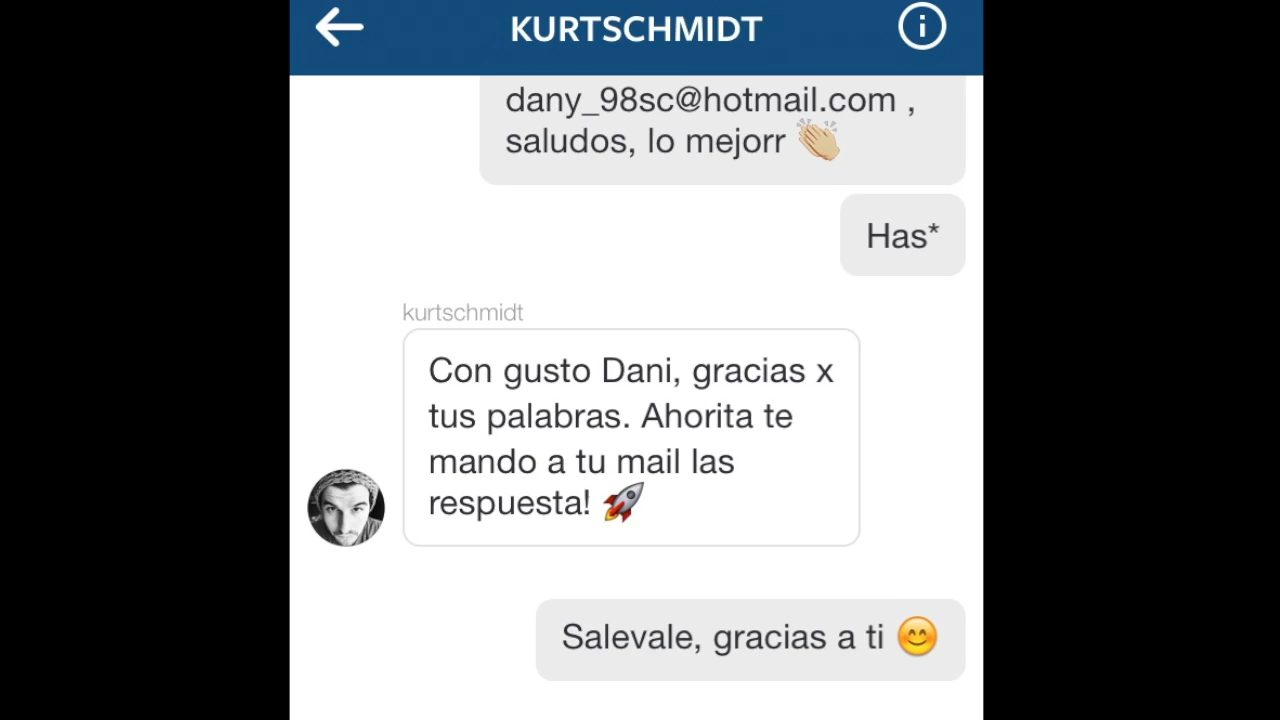 KURTSCHMIDT
dany_98sc@hotmail.com ,
saludos, lo mejorr 👏🏼
Has*
kurtschmidt
Con gusto Dani, gracias x
tus palabras. Ahorita te
mando a tu mail las
respuesta! 🚀
Salevale, gracias a ti 😊